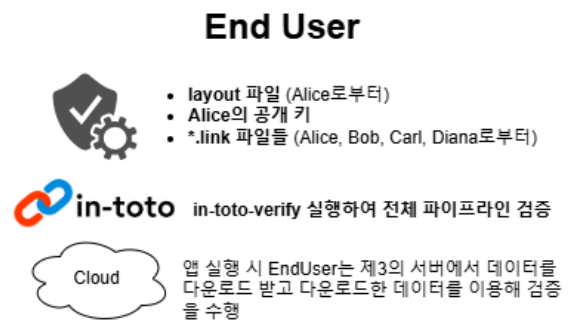 End User
• layout 파일 (Alice로부터)
• Alice의 공개 키
• *.link 파일들 (Alice, Bob, Carl, Diana로부터)
in-toto in-toto-verify 실행하여 전체 파이프라인 검증
Cloud
앱 실행 시 EndUser는 제3의 서버에서 데이터를
다운로드 받고 다운로드한 데이터를 이용해 검증
을 수행